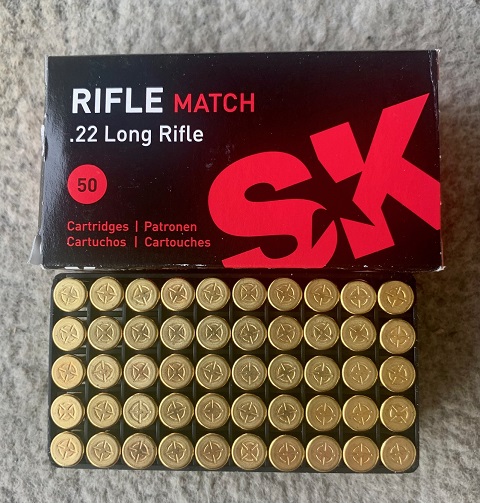 RIFLE MATCH
.22 Long Rifle
50
SK
Cartridges | Patronen
Cartuchos | Cartouches